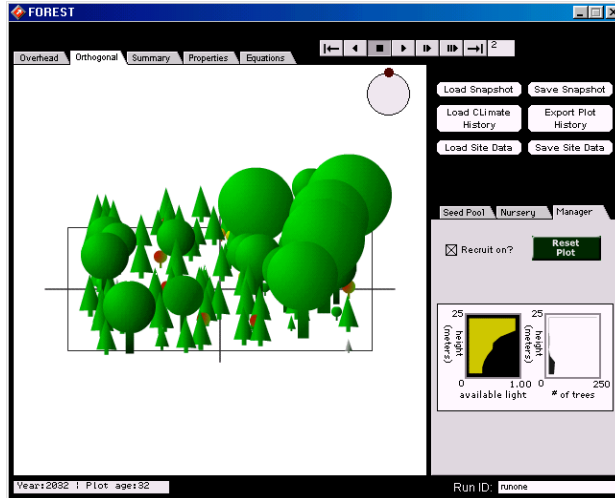 FOREST
2
Overhead Orthogonal Summary Properties Equations
Load Snapshot Save Snapshot
Load CLimate History Export Plot History
Load Site Data Save Site Data
Seed Pool Nursery Manager
Recruit on? Reset Plot
25 25
height (meters) height (meters)
0 1.00 0 250
available light # of trees
Year:2032 | Plot age:32
Run ID: runone